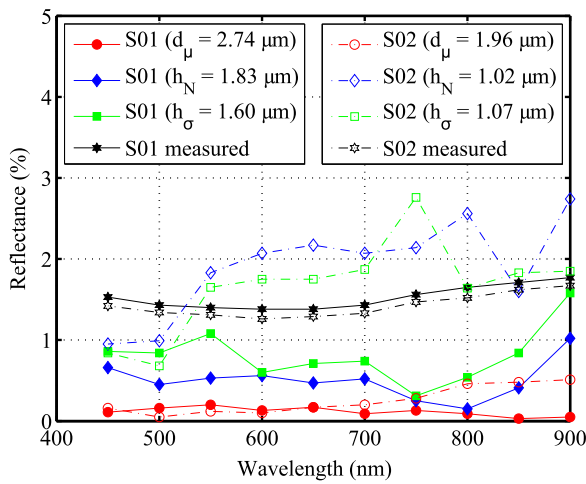 5
4
3
2
1
0
400
500
600
700
800
900
Reflectance (%)
Wavelength (nm)
S01 (dμ = 2.74 μm)
S01 (hN = 1.83 μm)
S01 (hσ = 1.60 μm)
S01 measured
S02 (dμ = 1.96 μm)
S02 (hN = 1.02 μm)
S02 (hσ = 1.07 μm)
S02 measured